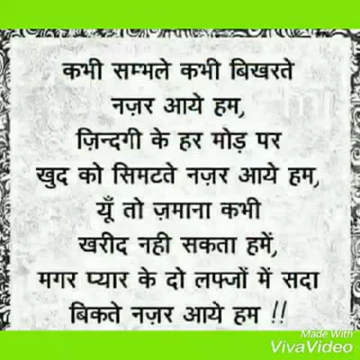 कभी सम्भले कभी बिखरते
नज़र आये हम,
ज़िन्दगी के हर मोड़ पर
खुद को सिमटते नज़र आये हम,
यूँ तो ज़माना कभी
खरीद नही सकता हमें,
मगर प्यार के दो लफ्जों में सदा
बिकते नज़र आये हम !!
Made With
VivaVideo